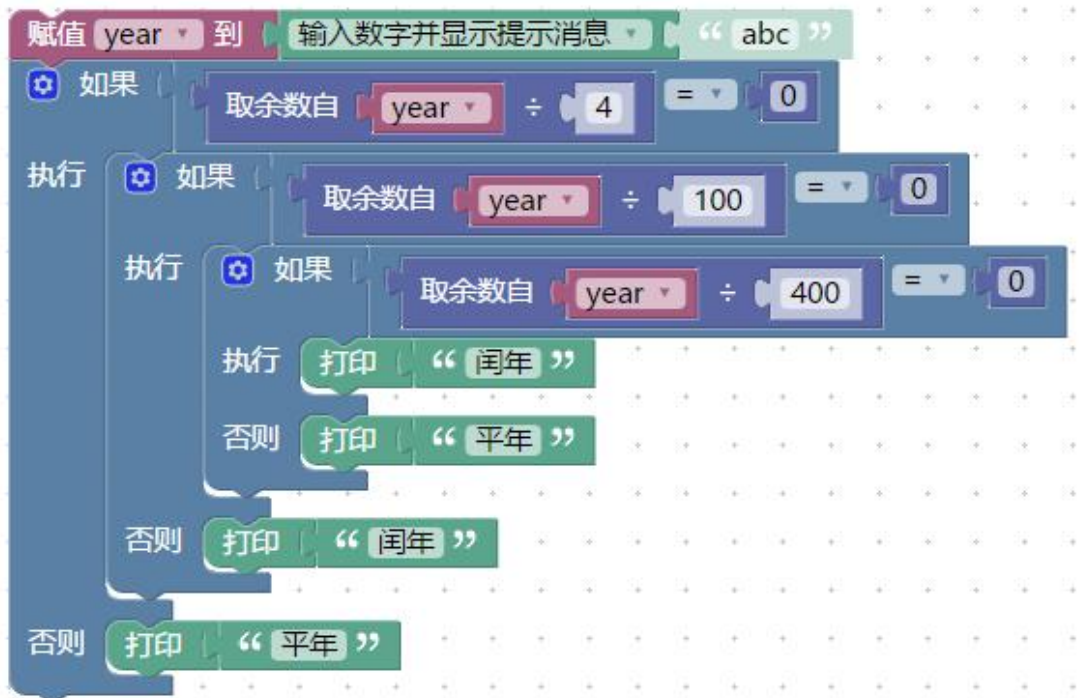 赋值 year 到 输入数字并显示提示消息 “ abc ”
如果 取余数自 year ÷ 4 = 0
执行 如果 取余数自 year ÷ 100 = 0
执行 如果 取余数自 year ÷ 400 = 0
执行 打印 “ 闰年 ”
否则 打印 “ 平年 ”
否则 打印 “ 闰年 ”
否则 打印 “ 平年 ”